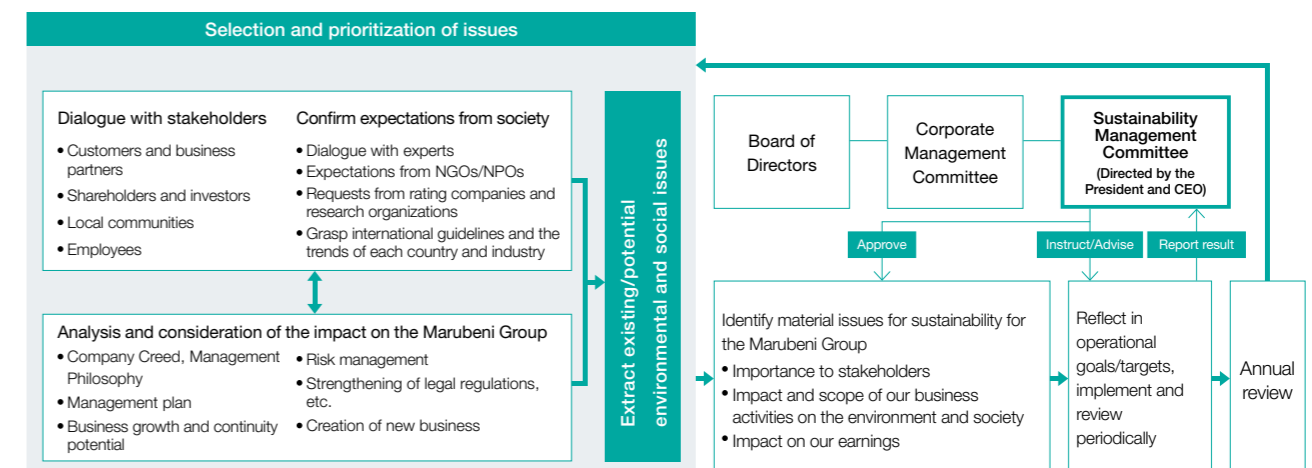 Selection and prioritization of issues
Dialogue with stakeholders
• Customers and business
partners
• Shareholders and investors
• Local communities
• Employees
Confirm expectations from society
• Dialogue with experts
• Expectations from NGOs/NPOs
• Requests from rating companies and
research organizations
• Grasp international guidelines and the
trends of each country and industry
Analysis and consideration of the impact on the Marubeni Group
• Company Creed, Management
Philosophy
• Management plan
• Business growth and continuity
potential
• Risk management
• Strengthening of legal regulations,
etc.
• Creation of new business
Extract existing/potential
environmental and social issues
Board of
Directors
Corporate
Management
Committee
Sustainability
Management
Committee
(Directed by the
President and CEO)
Approve
Instruct/Advise
Report result
Identify material issues for sustainability for
the Marubeni Group
• Importance to stakeholders
• Impact and scope of our business
activities on the environment and society
• Impact on our earnings
Reflect in
operational
goals/targets,
implement and
review
periodically
Annual
review